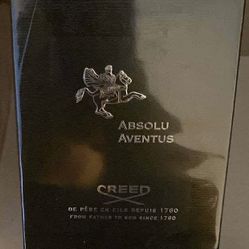 ABSOLU
AVENTUS
CREED
DE PÈRE EN FILS DEPUIS 1760
FROM FATHER TO SON SINCE 1760